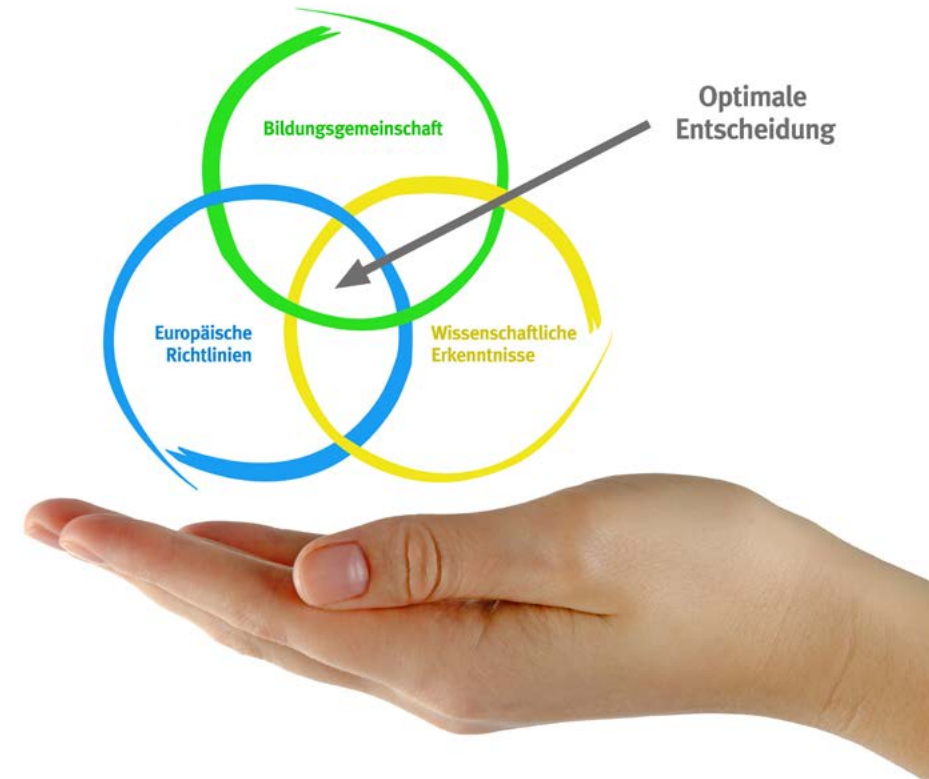 Optimale
Entscheidung
Bildungsgemeinschaft
Europäische
Richtlinien
Wissenschaftliche
Erkenntnisse